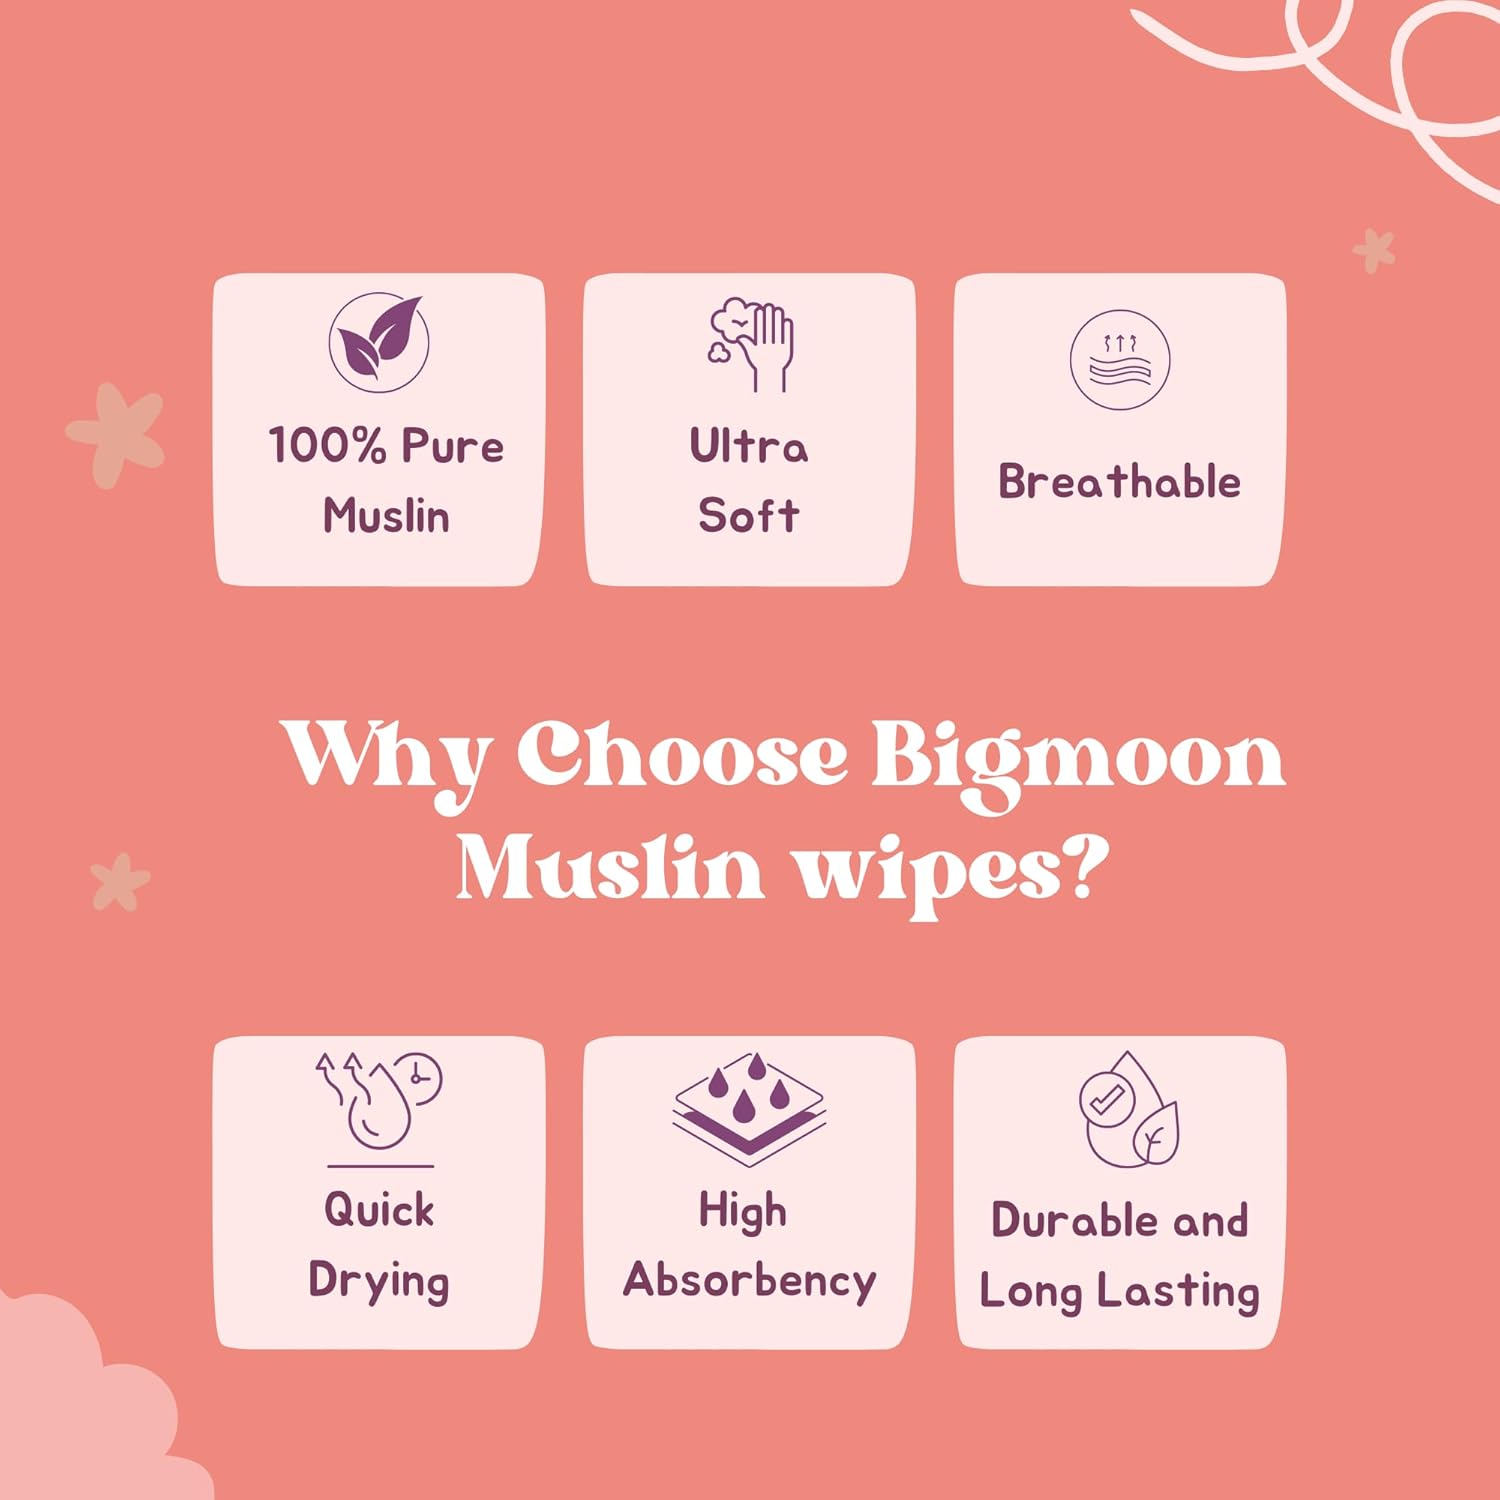 100% Pure
Muslin
Ultra
Soft
Breathable
Why Choose Bigmoon
Muslin wipes?
Quick
Drying
High
Absorbency
Durable and
Long Lasting